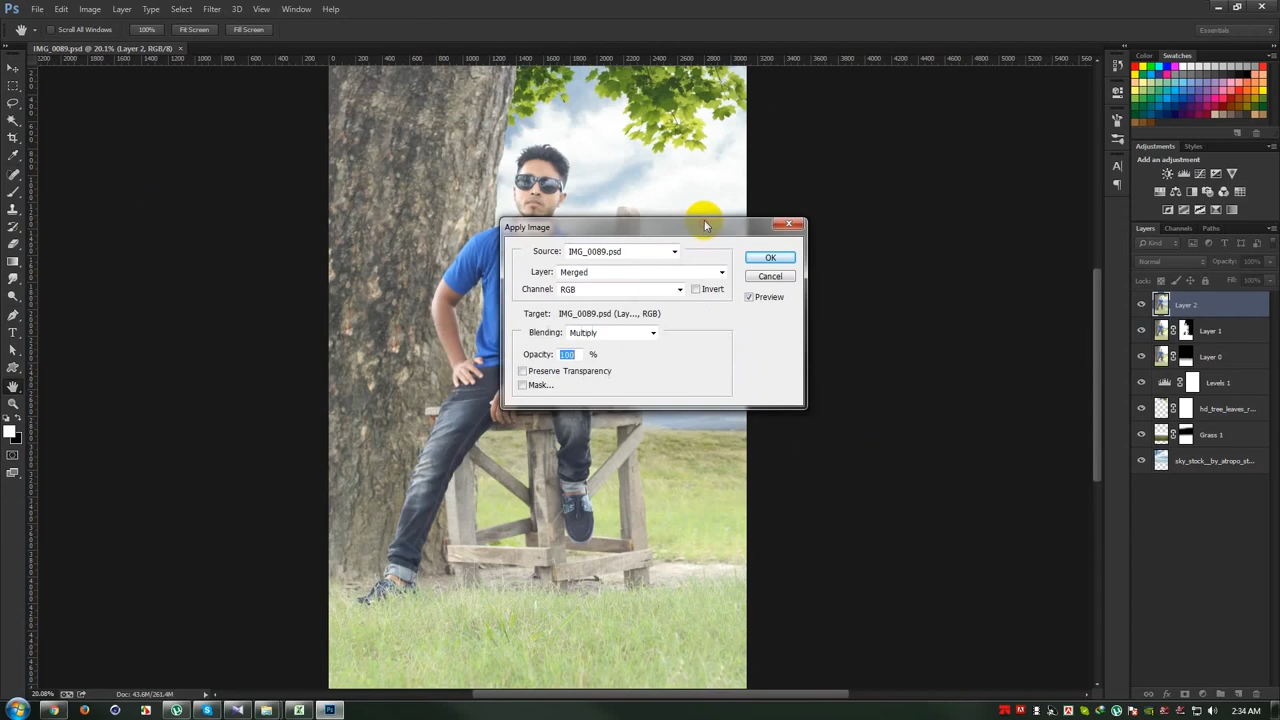 Ps File Edit Image Layer Type Select Filter 3D View Window Help
Scroll All Windows 100% Fit Screen Fill Screen Essentials
IMG_0089.psd @ 20.1% (Layer 2, RGB/8) ×
Color Swatches
Adjustments Styles
Add an adjustment
Layers Channels Paths
Kind
Normal Opacity: 100%
Lock: Fill: 100%
Layer 2
Layer 1
Layer 0
Levels 1
hd_tree_leaves_r...
Grass 1
sky_stock__by_atropo_st...
Apply Image
Source: IMG_0089.psd
OK
Layer: Merged
Cancel
Channel: RGB Invert
Preview
Target: IMG_0089.psd (Lay..., RGB)
Blending: Multiply
Opacity: 100 %
Preserve Transparency
Mask...
20.08% Doc: 43.6M/261.4M
2:34 AM